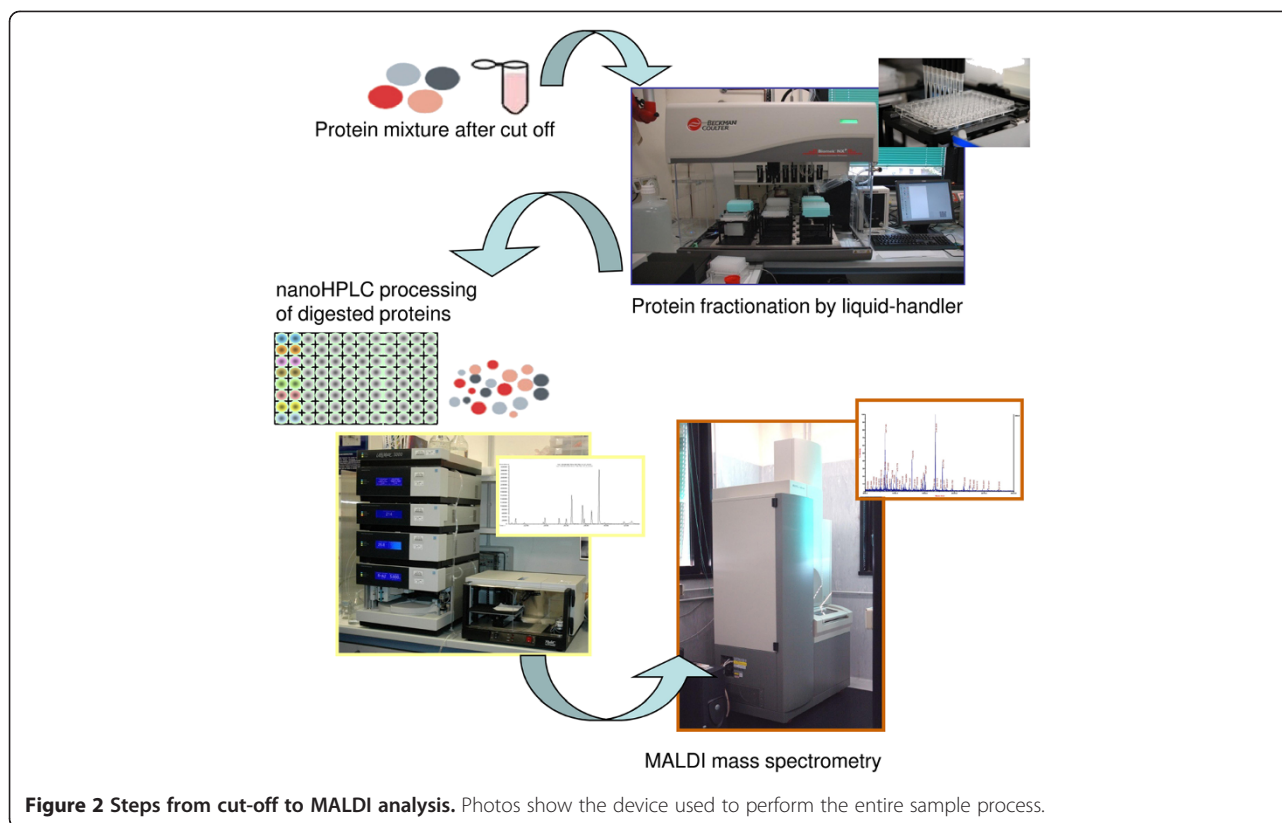 Protein mixture after cut off
BECKMAN
COULTER
Protein fractionation by liquid-handler
nanoHPLC processing
of digested proteins
MALDI mass spectrometry
Figure 2 Steps from cut-off to MALDI analysis. Photos show the device used to perform the entire sample process.